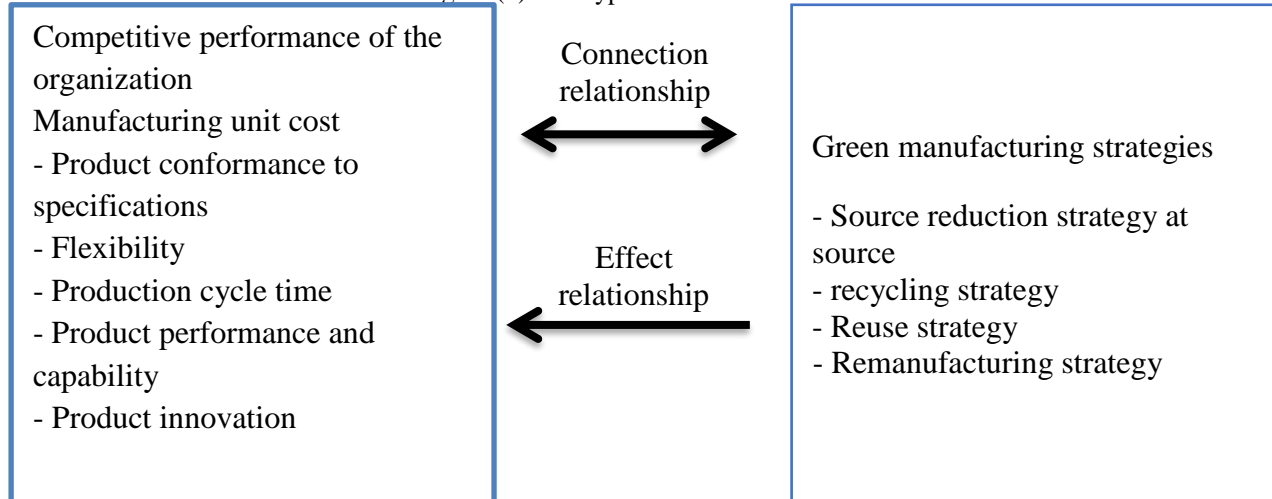 Competitive performance of the
organization
Manufacturing unit cost
- Product conformance to
specifications
- Flexibility
- Production cycle time
- Product performance and
capability
- Product innovation
Connection
relationship
Effect
relationship
Green manufacturing strategies
- Source reduction strategy at
source
- recycling strategy
- Reuse strategy
- Remanufacturing strategy